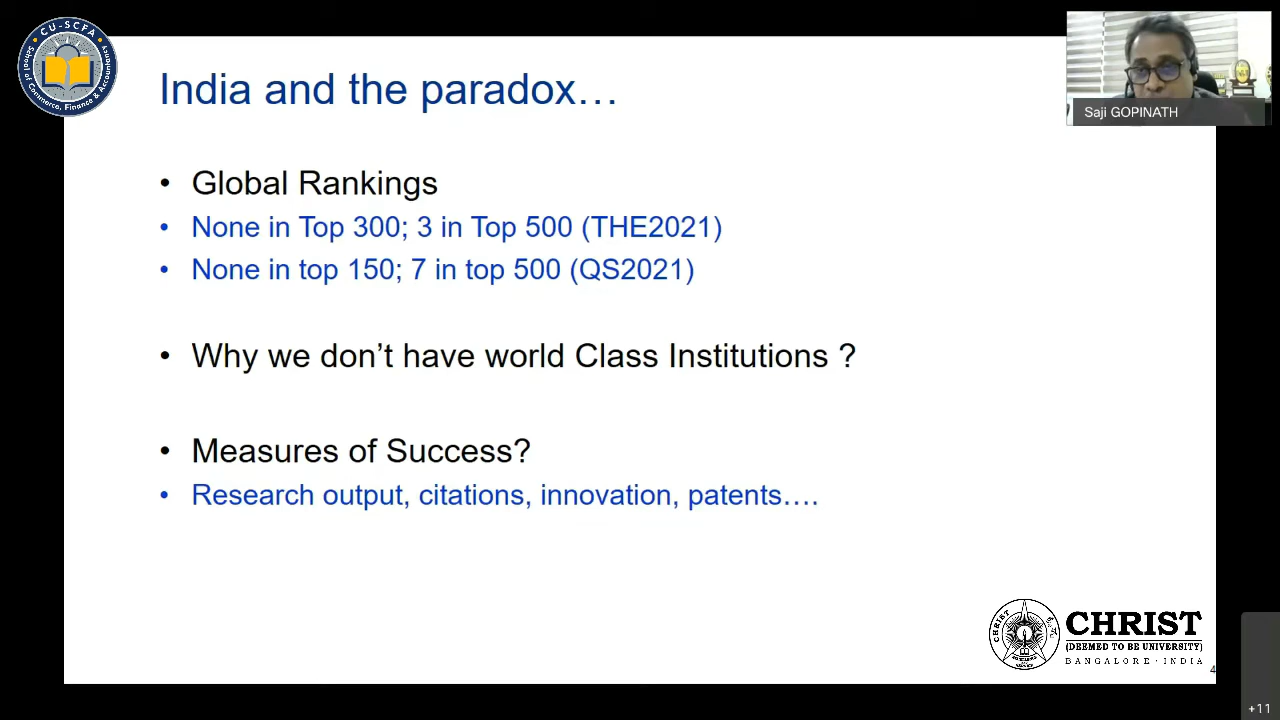 CU-SCFA
School of Commerce, Finance & Accountancy
India and the paradox…
Saji GOPINATH
• Global Rankings
• None in Top 300; 3 in Top 500 (THE2021)
• None in top 150; 7 in top 500 (QS2021)
• Why we don’t have world Class Institutions ?
• Measures of Success?
• Research output, citations, innovation, patents….
CHRIST
CHRIST
(DEEMED TO BE UNIVERSITY)
BANGALORE · INDIA
4
+11